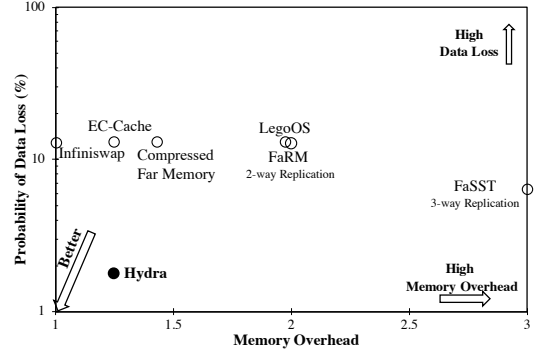 100
High
Data Loss
Probability of Data Loss (%)
EC-Cache
LegoOS
Infiniswap
Compressed
Far Memory
FaRM
2-way Replication
10
FaSST
3-way Replication
Better
Hydra
High
Memory Overhead
1
1
1.5
2
2.5
3
Memory Overhead